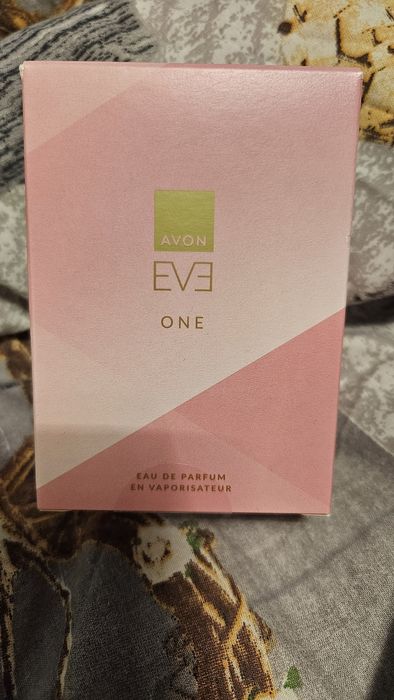 AVON
EVE
ONE
EAU DE PARFUM
EN VAPORISATEUR